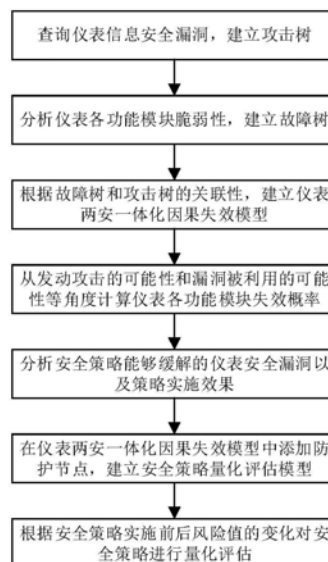 查询仪表信息安全漏洞，建立攻击树
分析仪表各功能模块脆弱性，建立故障树
根据故障树和攻击树的关联性，建立仪表
两安一体化因果失效模型
从发动攻击的可能性和漏洞被利用的可能
性等角度计算仪表各功能模块失效概率
分析安全策略能够缓解的仪表安全漏洞以
及策略实施效果
在仪表两安一体化因果失效模型中添加防
护节点，建立安全策略量化评估模型
根据安全策略实施前后风险值的变化对安
全策略进行量化评估